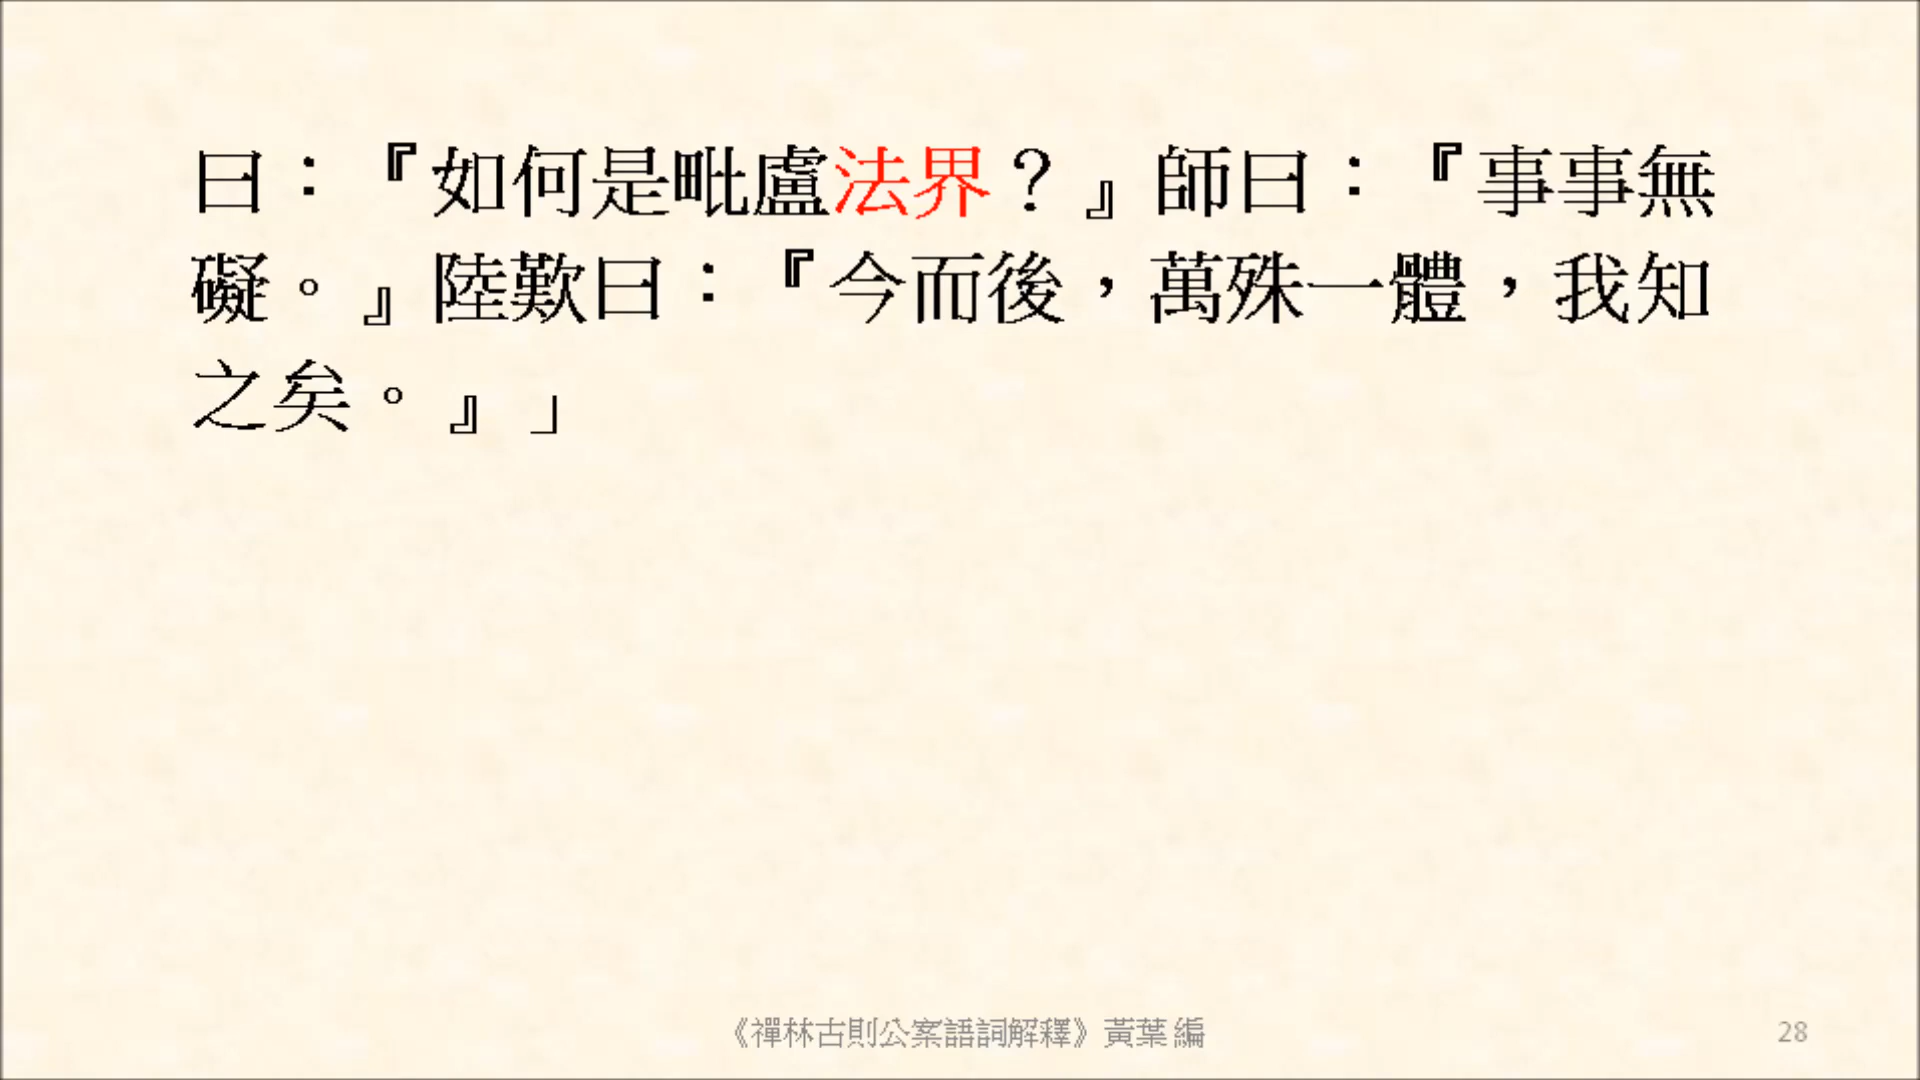 曰：『如何是毗盧法界？』師曰：『事事無
礙。』陸歎曰：『今而後，萬殊一體，我知
之矣。』」
《禪林古則公案語詞解釋》黃葉 編
28